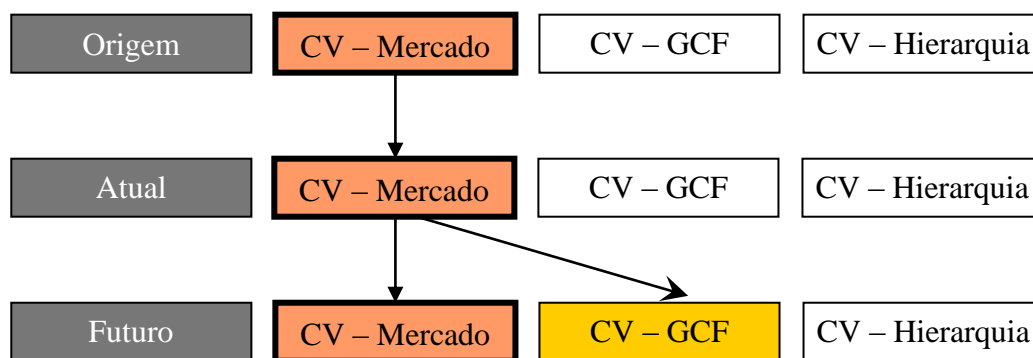 Origem CV – Mercado CV – GCF CV – Hierarquia
Atual CV – Mercado CV – GCF CV – Hierarquia
Futuro CV – Mercado CV – GCF CV – Hierarquia